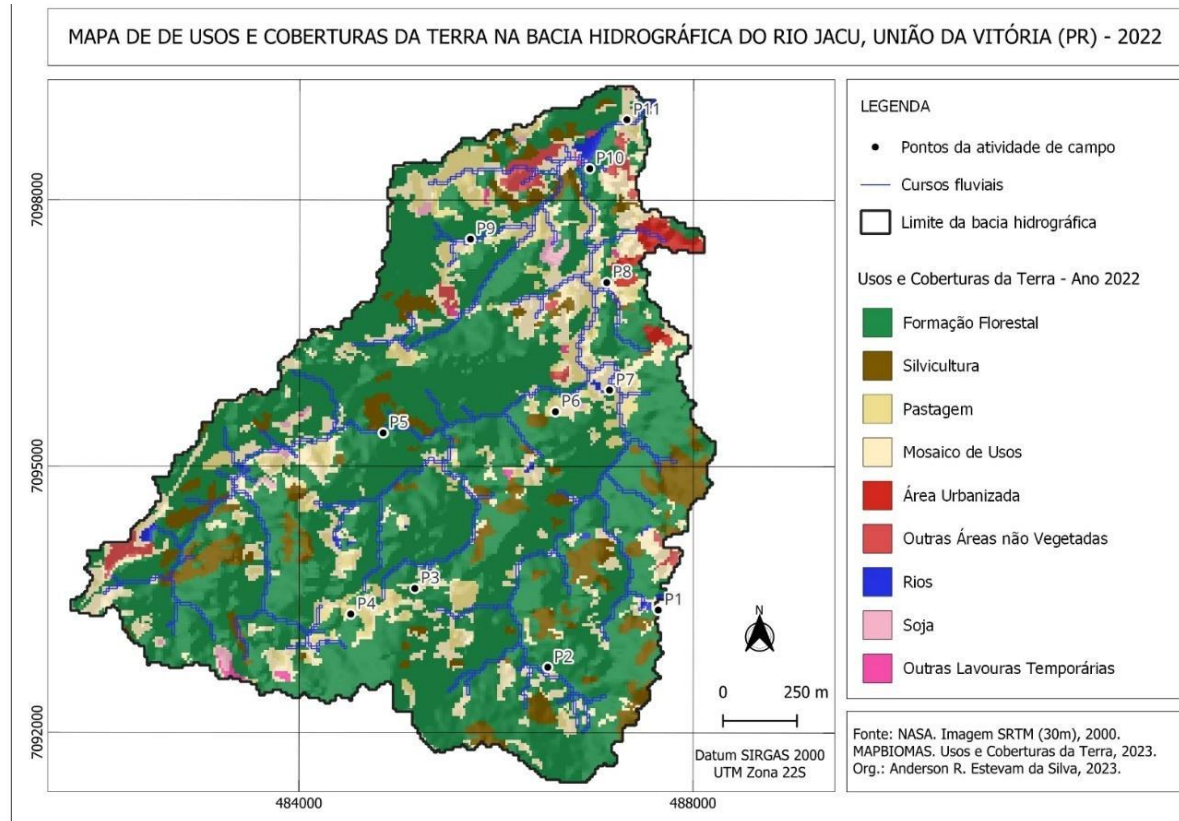 MAPA DE DE USOS E COBERTURAS DA TERRA NA BACIA HIDROGRÁFICA DO RIO JACU, UNIÃO DA VITÓRIA (PR) - 2022
P11
P10
7098000
P9
P8
P7
P6
P5
7095000
P3
P4
P1
P2
N
0 250 m
7092000
Datum SIRGAS 2000
UTM Zona 22S
484000 488000
LEGENDA
Pontos da atividade de campo
Cursos fluviais
Limite da bacia hidrográfica
Usos e Coberturas da Terra - Ano 2022
Formação Florestal
Silvicultura
Pastagem
Mosaico de Usos
Área Urbanizada
Outras Áreas não Vegetadas
Rios
Soja
Outras Lavouras Temporárias
Fonte: NASA. Imagem SRTM (30m), 2000.
MAPBIOMAS. Usos e Coberturas da Terra, 2023.
Org.: Anderson R. Estevam da Silva, 2023.